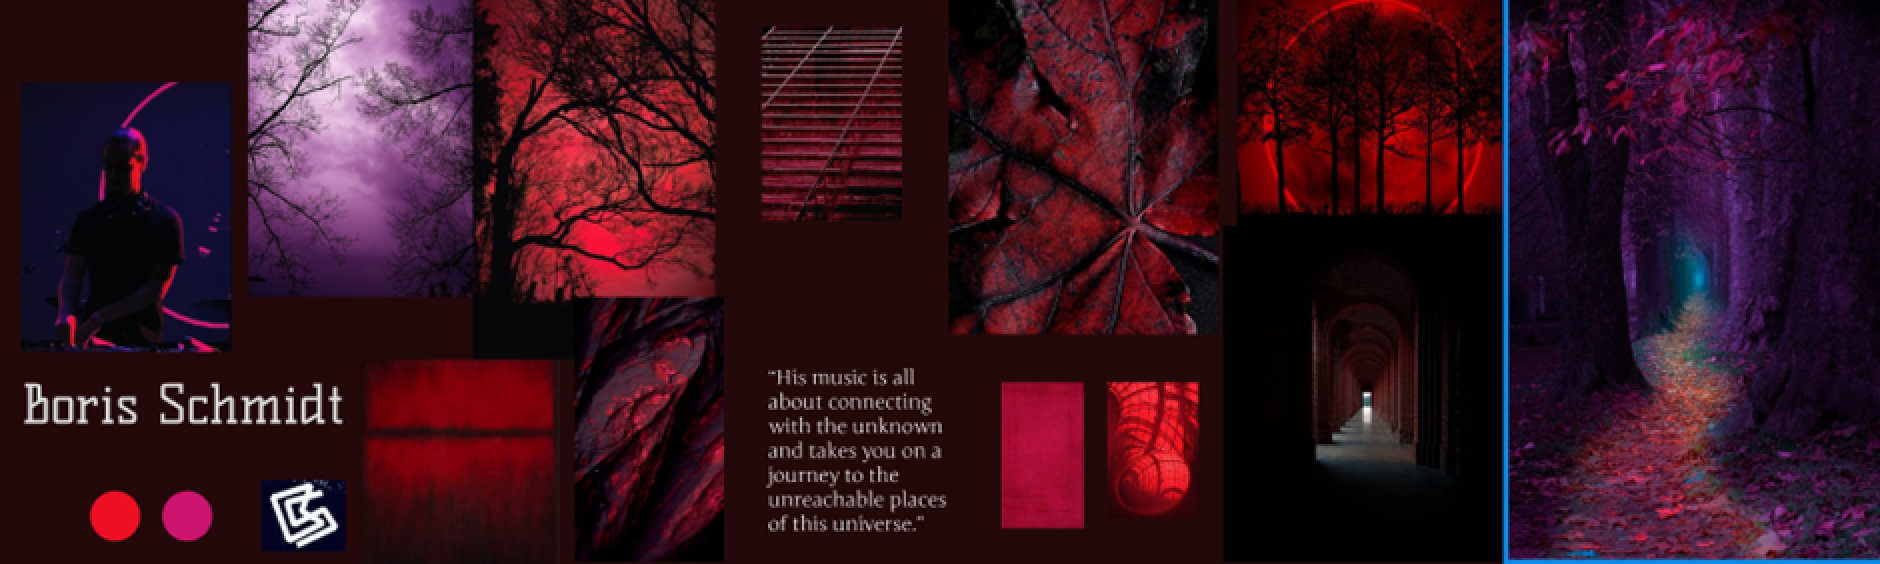 Boris Schmidt
“His music is all
about connecting
with the unknown
and takes you on a
journey to the
unreachable places
of this universe.”